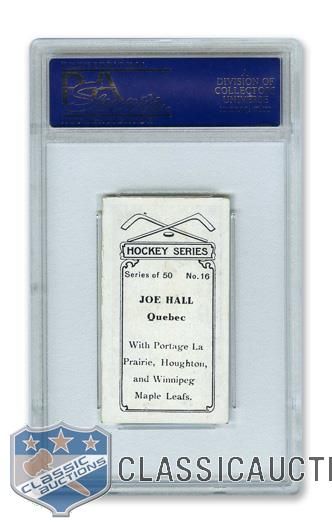 PSA
A
DIVISION OF
COLLECTORS
UNIVERSE
HOCKEY SERIES
Series of 50 No. 16
JOE HALL
Quebec
With Portage La
Prairie, Houghton,
and Winnipeg
Maple Leafs.
CLASSIC
AUCTIONS
CLASSICAUCTI